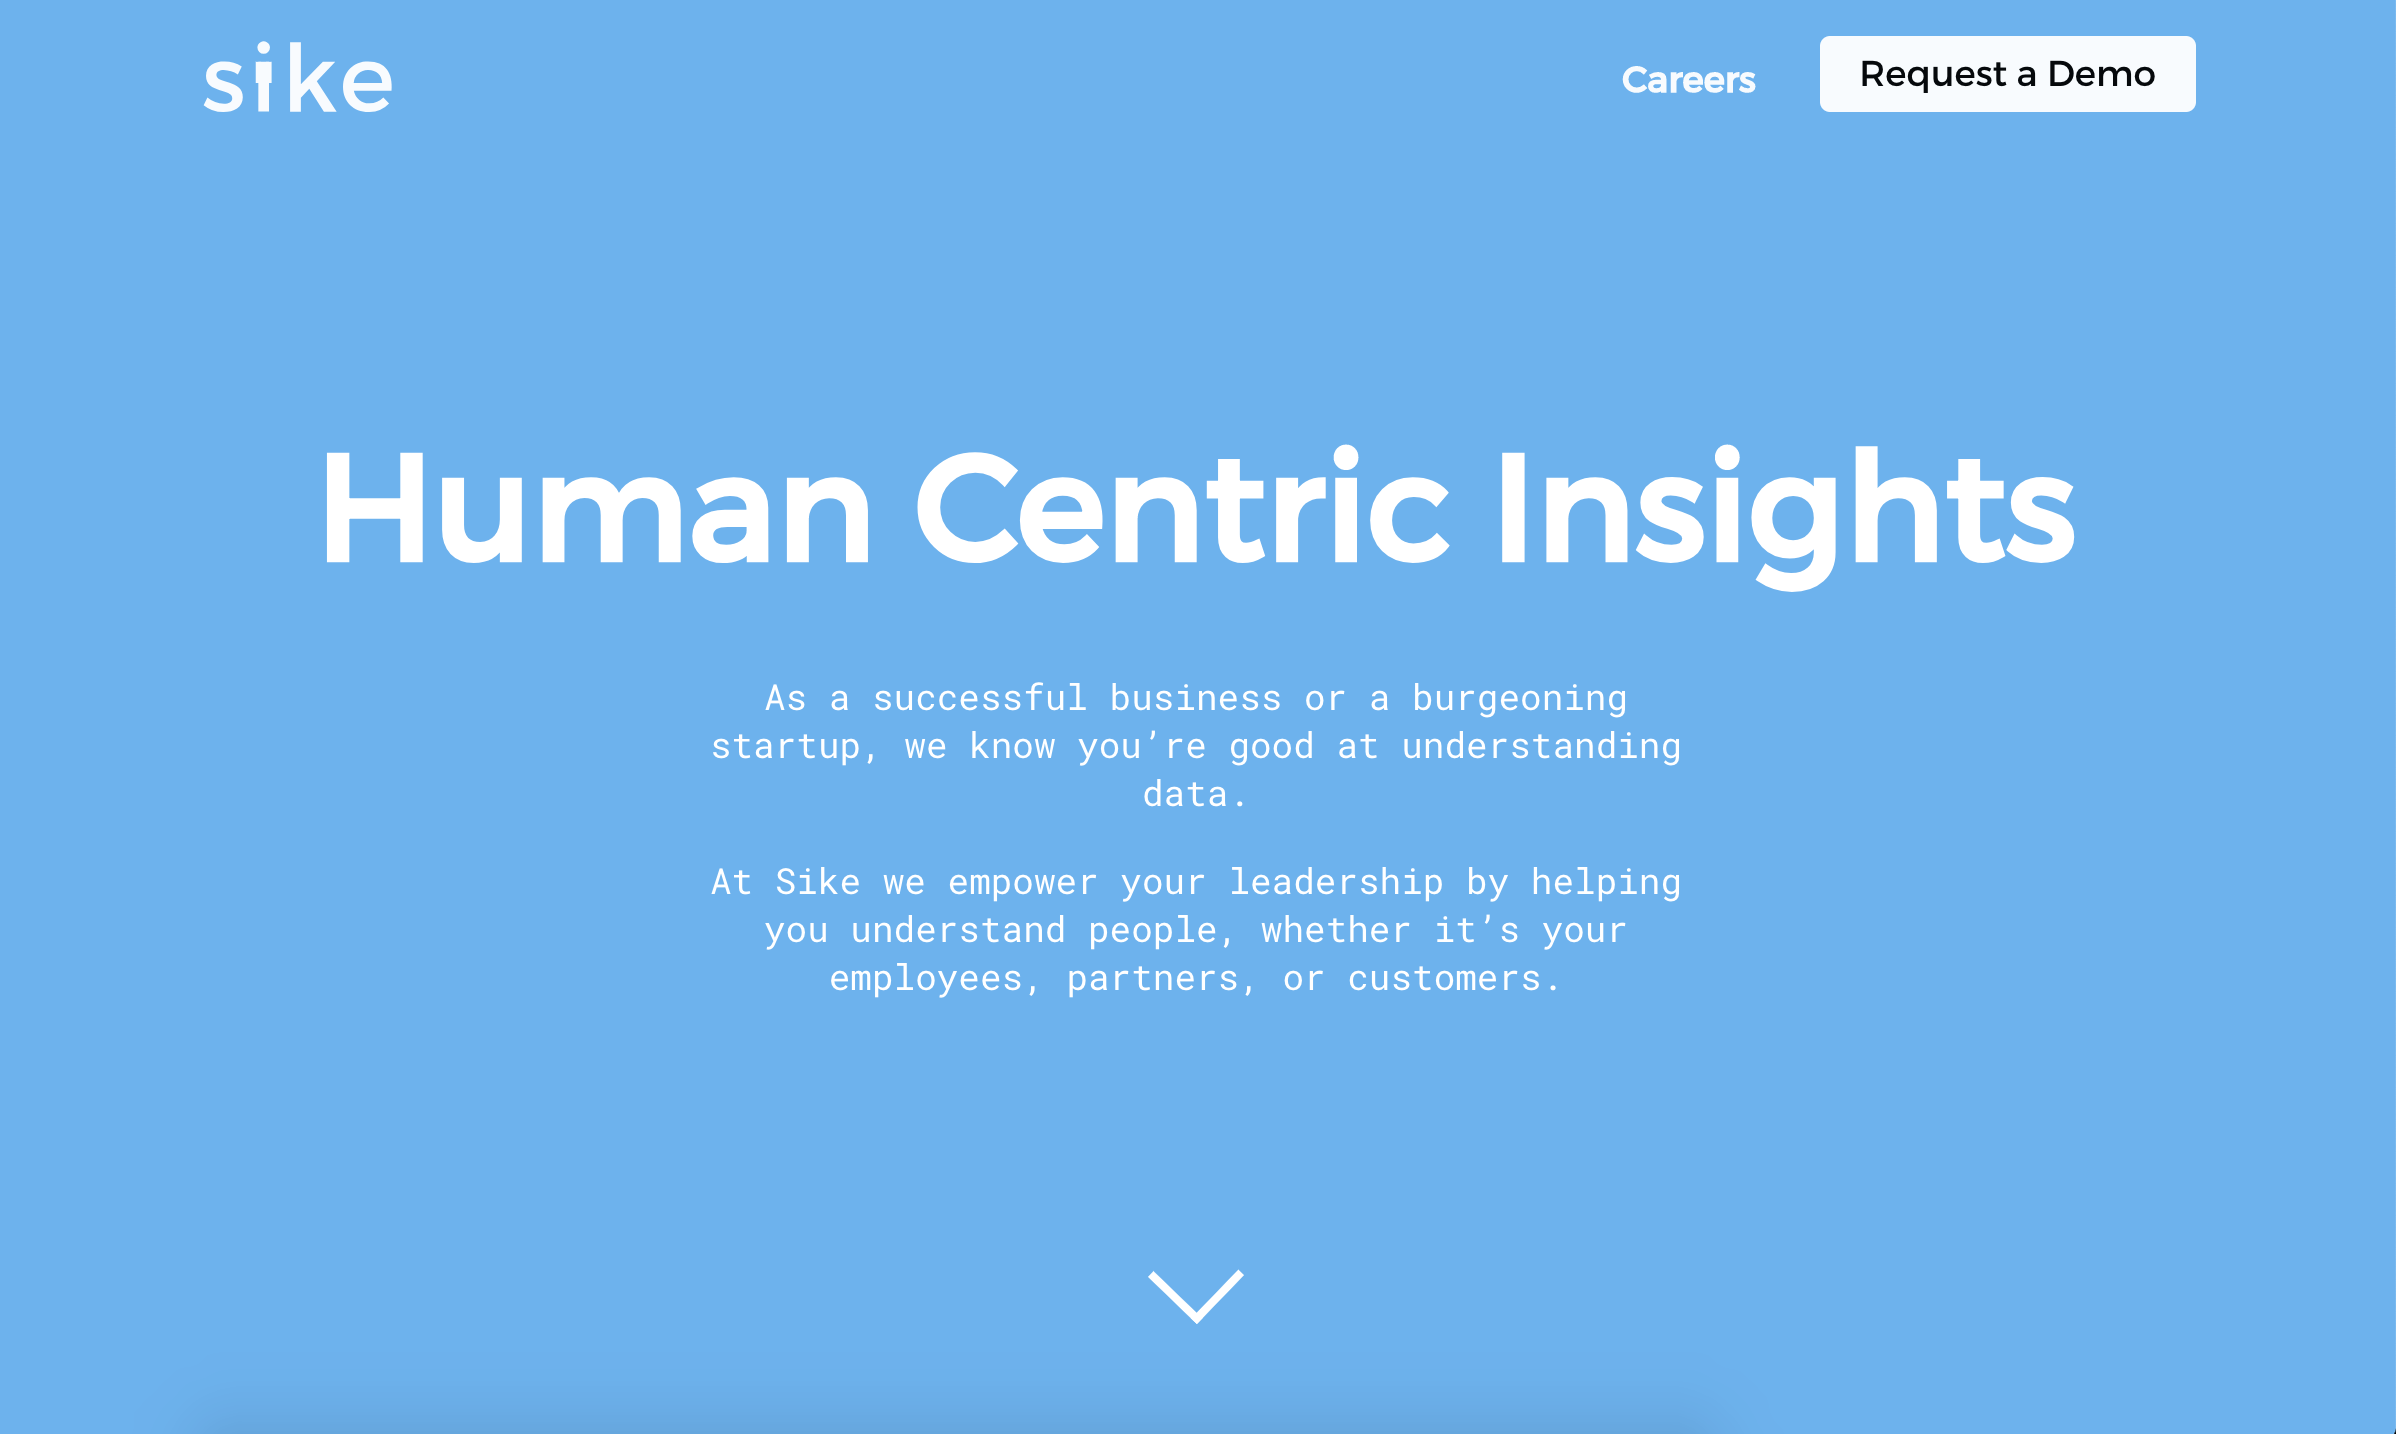 sike
Careers
Request a Demo
Human Centric Insights
As a successful business or a burgeoning
startup, we know you’re good at understanding
data.
At Sike we empower your leadership by helping
you understand people, whether it’s your
employees, partners, or customers.